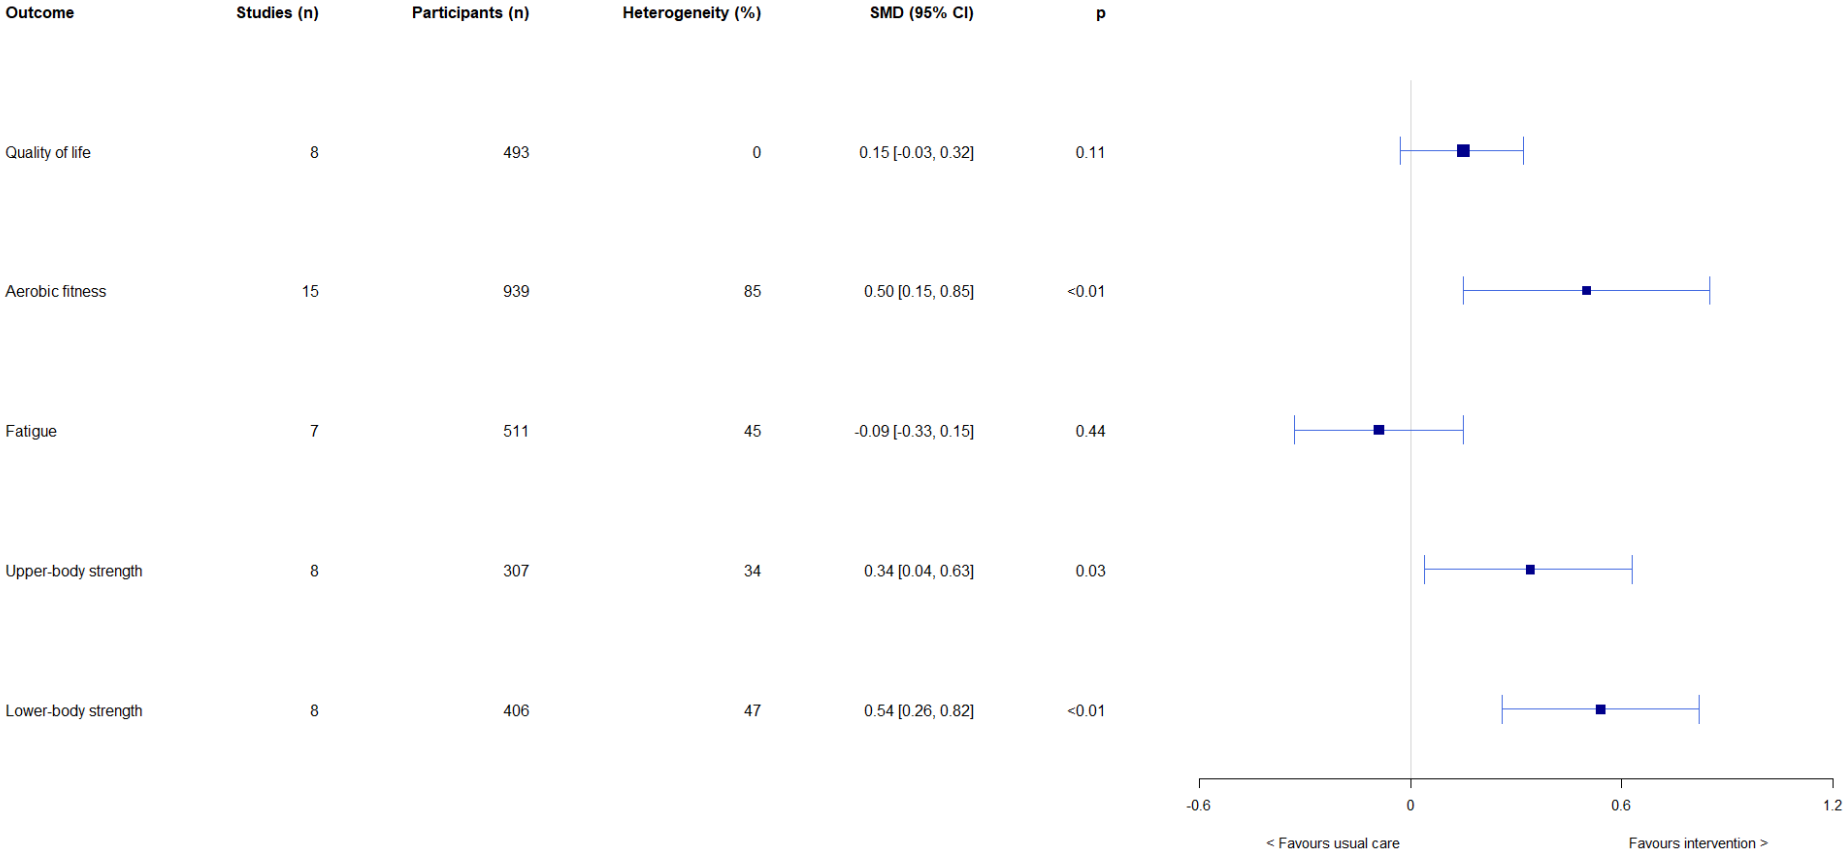 Outcome Studies (n) Participants (n) Heterogeneity (%) SMD (95% CI) p
Quality of life 8 493 0 0.15 [-0.03, 0.32] 0.11
Aerobic fitness 15 939 85 0.50 [0.15, 0.85] <0.01
Fatigue 7 511 45 -0.09 [-0.33, 0.15] 0.44
Upper-body strength 8 307 34 0.34 [0.04, 0.63] 0.03
Lower-body strength 8 406 47 0.54 [0.26, 0.82] <0.01
-0.6 0 0.6 1.2
< Favours usual care Favours intervention >